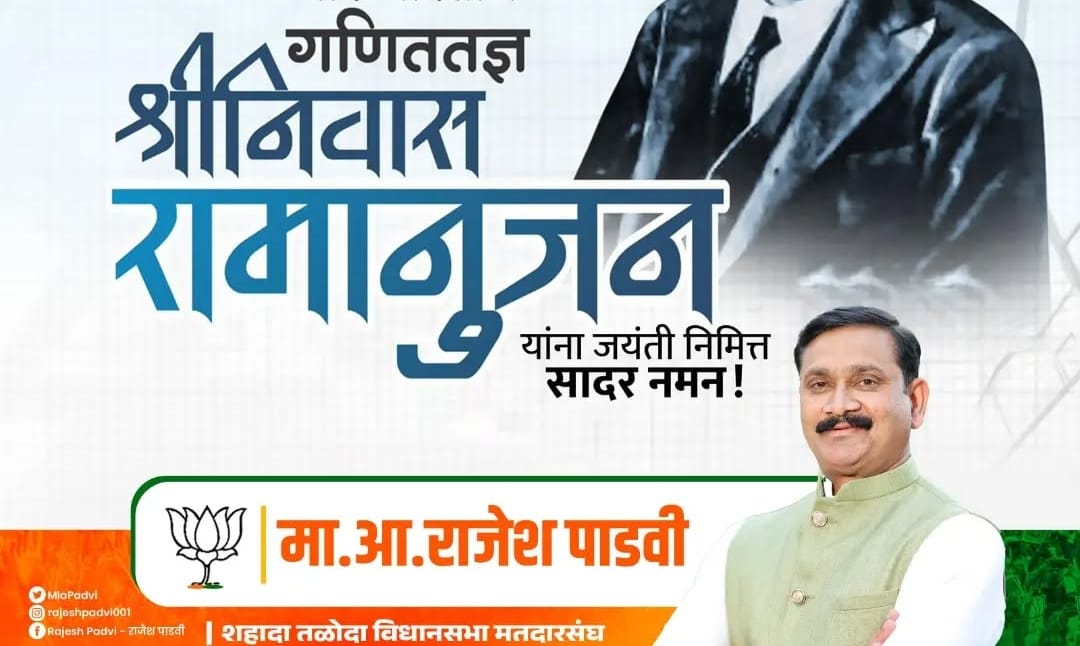 गणिततज्ञ
श्रीनिवास
रामानुजन
यांना जयंती निमित्त
सादर नमन!
मा.आ.राजेश पाडवी
MlaPadvi
rajeshpadvi001
Rajesh Padvi - राजेश पाडवी
| शहादा तळोदा विधानसभा मतदारसंघ